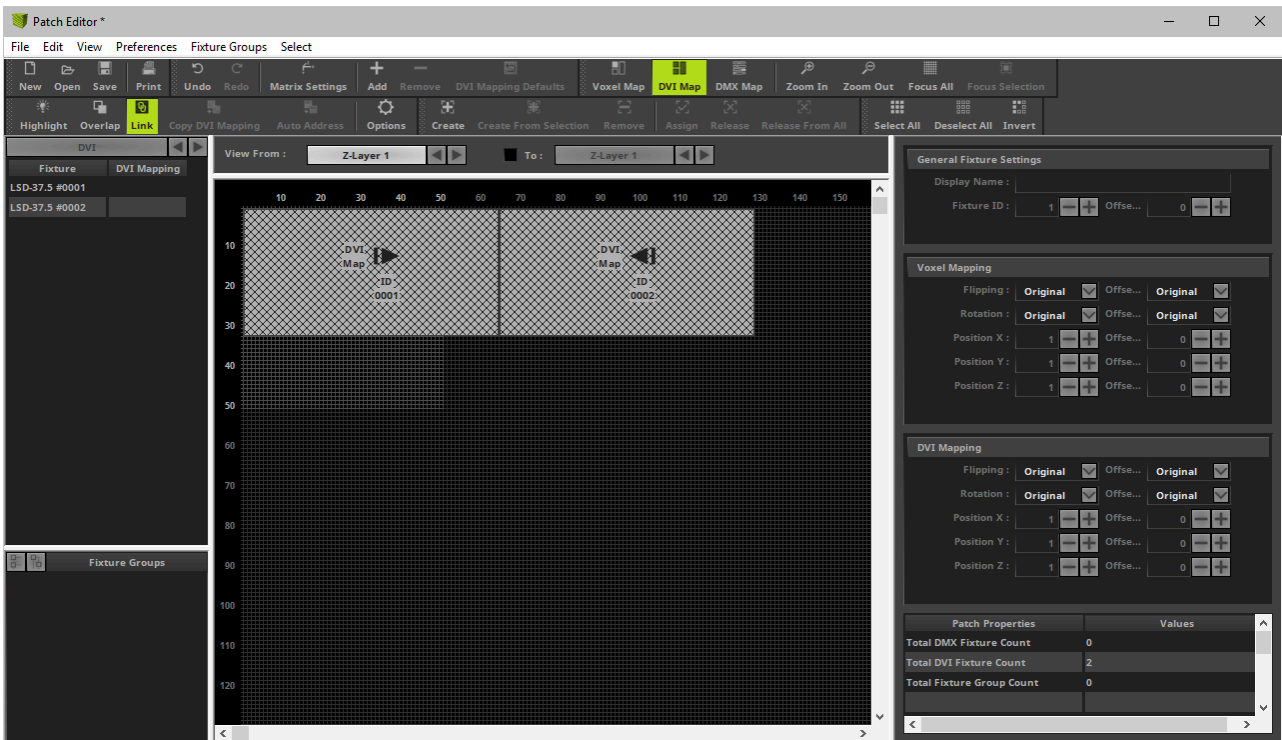 Patch Editor *
File Edit View Preferences Fixture Groups Select
New Open Save Print Undo Redo Matrix Settings Add Remove DVI Mapping Defaults Voxel Map DVI Map DMX Map Zoom In Zoom Out Focus All Focus Selection
Highlight Overlap Link Copy DVI Mapping Auto Address Options Create Create From Selection Remove Assign Release Release From All Select All Deselect All Invert
DVI
Fixture DVI Mapping
LSD-37.5 #0001
LSD-37.5 #0002
Fixture Groups
View From : Z-Layer 1 To : Z-Layer 1
10 20 30 40 50 60 70 80 90 100 110 120 130 140 150
10
20
30
40
50
60
70
80
90
100
110
120
DVI
Map
ID
0001
DVI
Map
ID
0002
General Fixture Settings
Display Name :
Fixture ID : 1 Offse... 0
Voxel Mapping
Flipping : Original Offse... Original
Rotation : Original Offse... Original
Position X : 1 Offse... 0
Position Y : 1 Offse... 0
Position Z : 1 Offse... 0
DVI Mapping
Flipping : Original Offse... Original
Rotation : Original Offse... Original
Position X : 1 Offse... 0
Position Y : 1 Offse... 0
Position Z : 1 Offse... 0
Patch Properties Values
Total DMX Fixture Count 0
Total DVI Fixture Count 2
Total Fixture Group Count 0